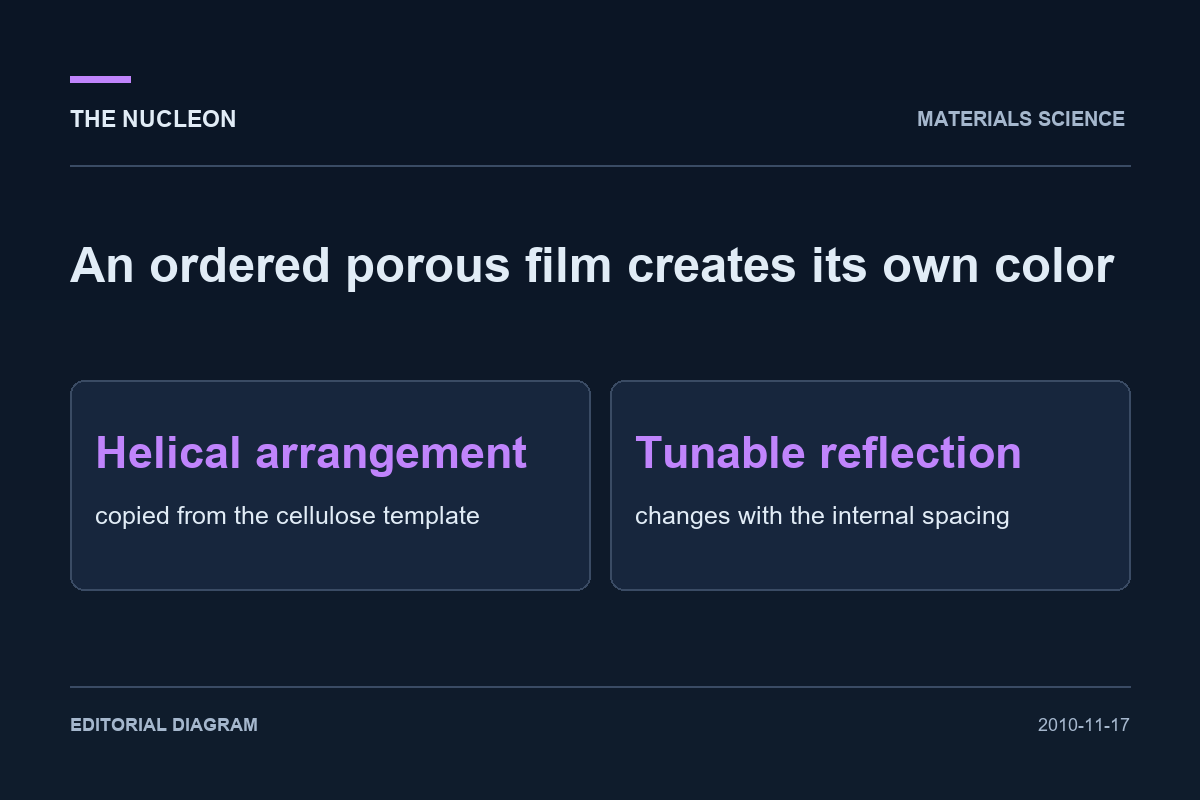 THE NUCLEON
MATERIALS SCIENCE
An ordered porous film creates its own color
Helical arrangement
copied from the cellulose template
Tunable reflection
changes with the internal spacing
EDITORIAL DIAGRAM
2010-11-17